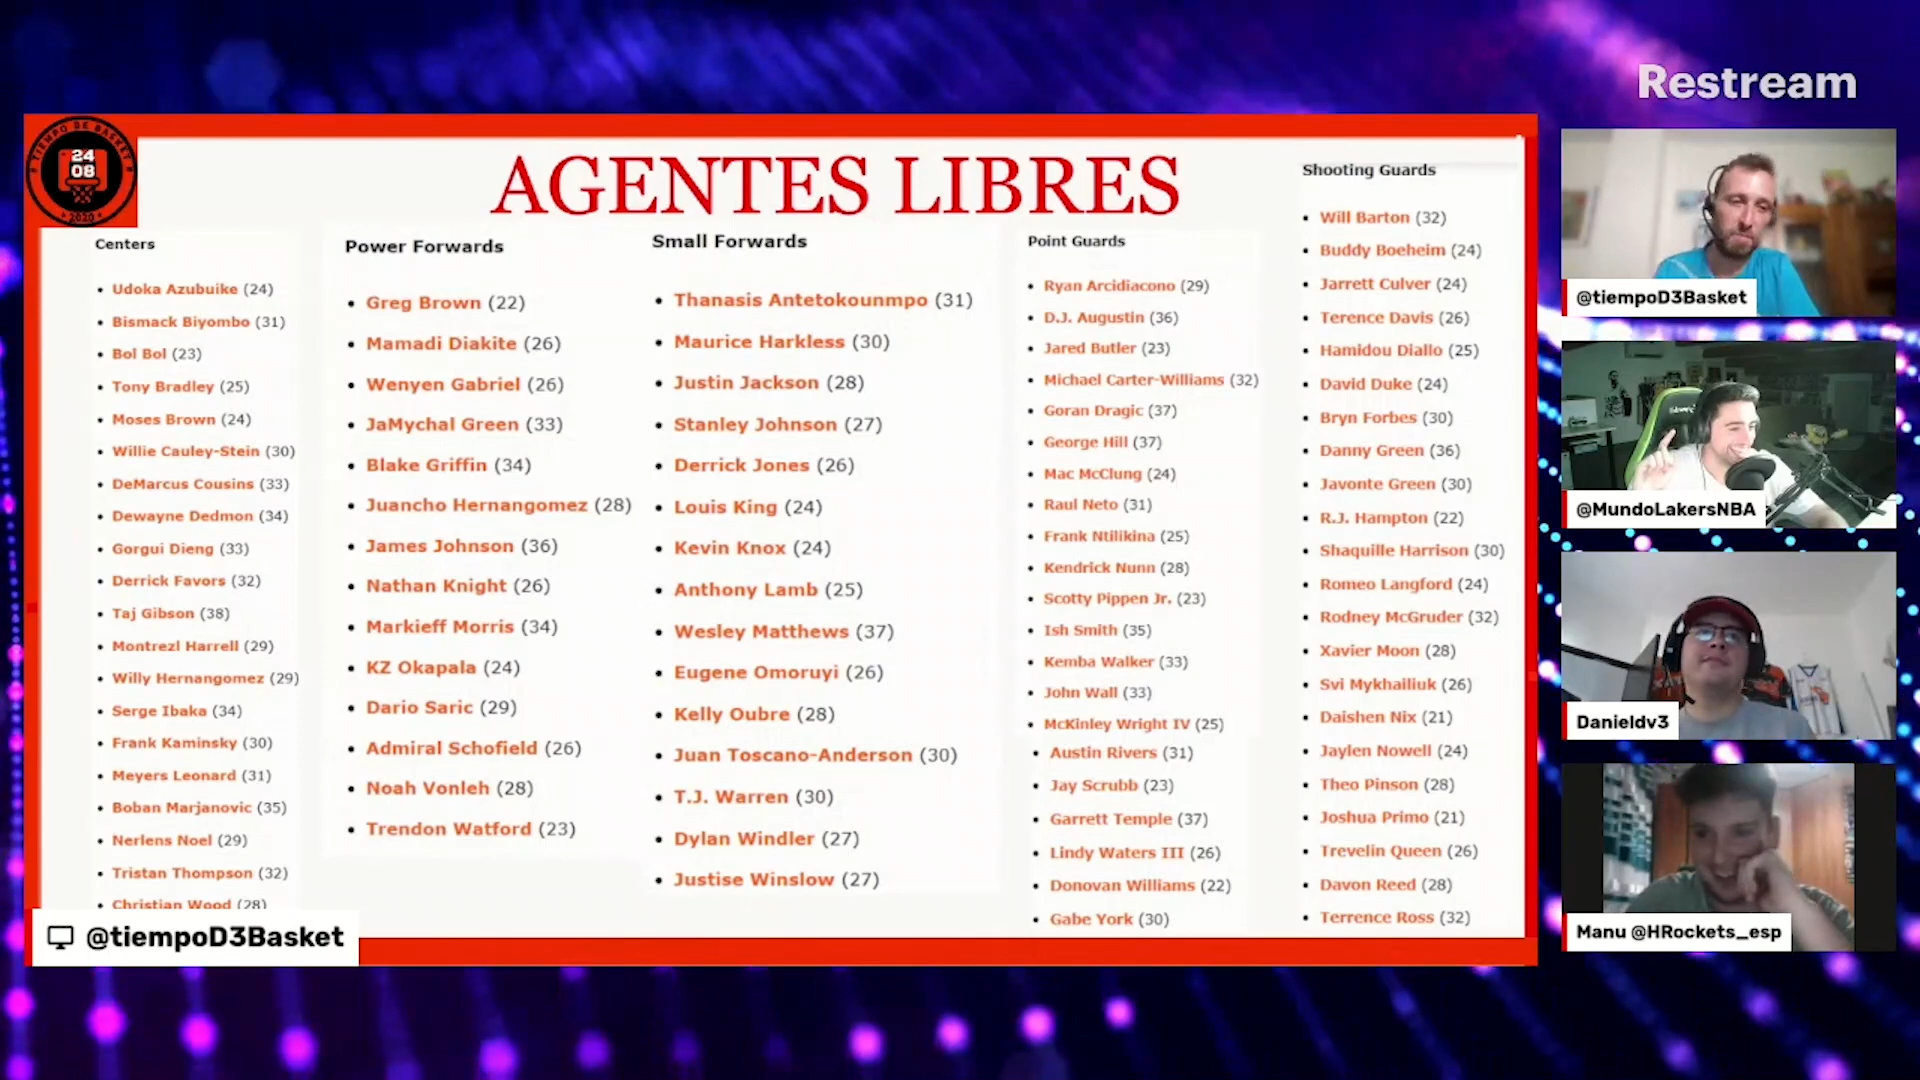 Restream
TIEMPO DE BASKET
24
08
2020
AGENTES LIBRES
Centers
Udoka Azubuike (24)
Bismack Biyombo (31)
Bol Bol (23)
Tony Bradley (25)
Moses Brown (24)
Willie Cauley-Stein (30)
DeMarcus Cousins (33)
Dewayne Dedmon (34)
Gorgui Dieng (33)
Derrick Favors (32)
Taj Gibson (38)
Montrezl Harrell (29)
Willy Hernangomez (29)
Serge Ibaka (34)
Frank Kaminsky (30)
Meyers Leonard (31)
Boban Marjanovic (35)
Nerlens Noel (29)
Tristan Thompson (32)
Christian Wood (28)
Power Forwards
Greg Brown (22)
Mamadi Diakite (26)
Wenyen Gabriel (26)
JaMychal Green (33)
Blake Griffin (34)
Juancho Hernangomez (28)
James Johnson (36)
Nathan Knight (26)
Markieff Morris (34)
KZ Okapala (24)
Dario Saric (29)
Admiral Schofield (26)
Noah Vonleh (28)
Trendon Watford (23)
Small Forwards
Thanasis Antetokounmpo (31)
Maurice Harkless (30)
Justin Jackson (28)
Stanley Johnson (27)
Derrick Jones (26)
Louis King (24)
Kevin Knox (24)
Anthony Lamb (25)
Wesley Matthews (37)
Eugene Omoruyi (26)
Kelly Oubre (28)
Juan Toscano-Anderson (30)
T.J. Warren (30)
Dylan Windler (27)
Justise Winslow (27)
Point Guards
Ryan Arcidiacono (29)
D.J. Augustin (36)
Jared Butler (23)
Michael Carter-Williams (32)
Goran Dragic (37)
George Hill (37)
Mac McClung (24)
Raul Neto (31)
Frank Ntilikina (25)
Kendrick Nunn (28)
Scotty Pippen Jr. (23)
Ish Smith (35)
Kemba Walker (33)
John Wall (33)
McKinley Wright IV (25)
Austin Rivers (31)
Jay Scrubb (23)
Garrett Temple (37)
Lindy Waters III (26)
Donovan Williams (22)
Gabe York (30)
Shooting Guards
Will Barton (32)
Buddy Boeheim (24)
Jarrett Culver (24)
Terence Davis (26)
Hamidou Diallo (25)
David Duke (24)
Bryn Forbes (30)
Danny Green (36)
Javonte Green (30)
R.J. Hampton (22)
Shaquille Harrison (30)
Romeo Langford (24)
Rodney McGruder (32)
Xavier Moon (28)
Svi Mykhailiuk (26)
Daishen Nix (21)
Jaylen Nowell (24)
Theo Pinson (28)
Joshua Primo (21)
Trevelin Queen (26)
Davon Reed (28)
Terrence Ross (32)
@tiempoD3Basket
@tiempoD3Basket
@MundoLakersNBA
Danieldv3
Manu @HRockets_esp